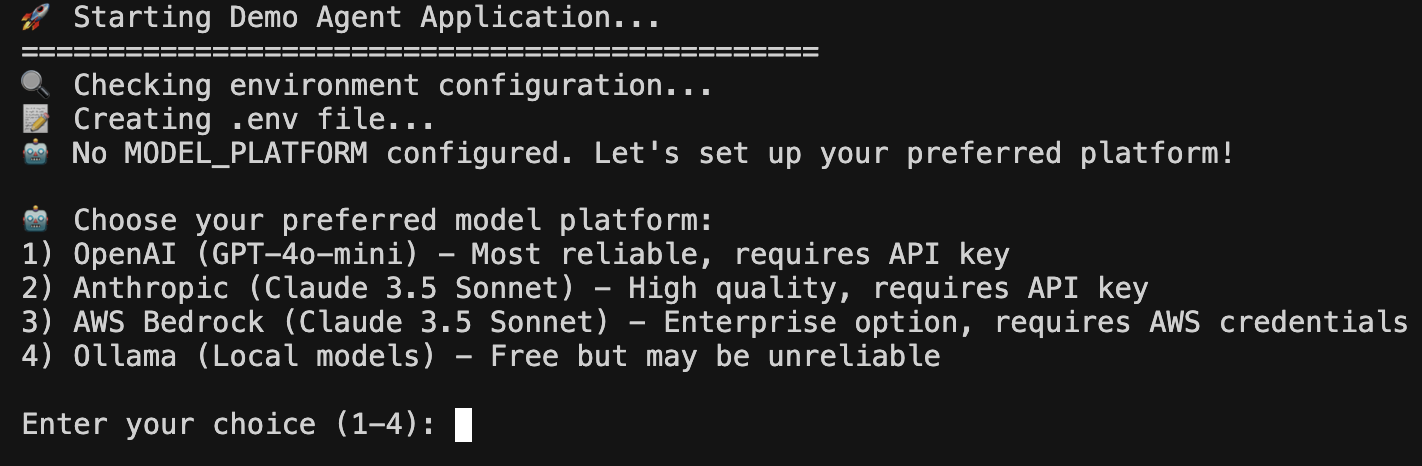 🚀 Starting Demo Agent Application...
==============================================
🔍 Checking environment configuration...
📝 Creating .env file...
🤖 No MODEL_PLATFORM configured. Let's set up your preferred platform!
🤖 Choose your preferred model platform:
1) OpenAI (GPT-4o-mini) - Most reliable, requires API key
2) Anthropic (Claude 3.5 Sonnet) - High quality, requires API key
3) AWS Bedrock (Claude 3.5 Sonnet) - Enterprise option, requires AWS credentials
4) Ollama (Local models) - Free but may be unreliable
Enter your choice (1-4):